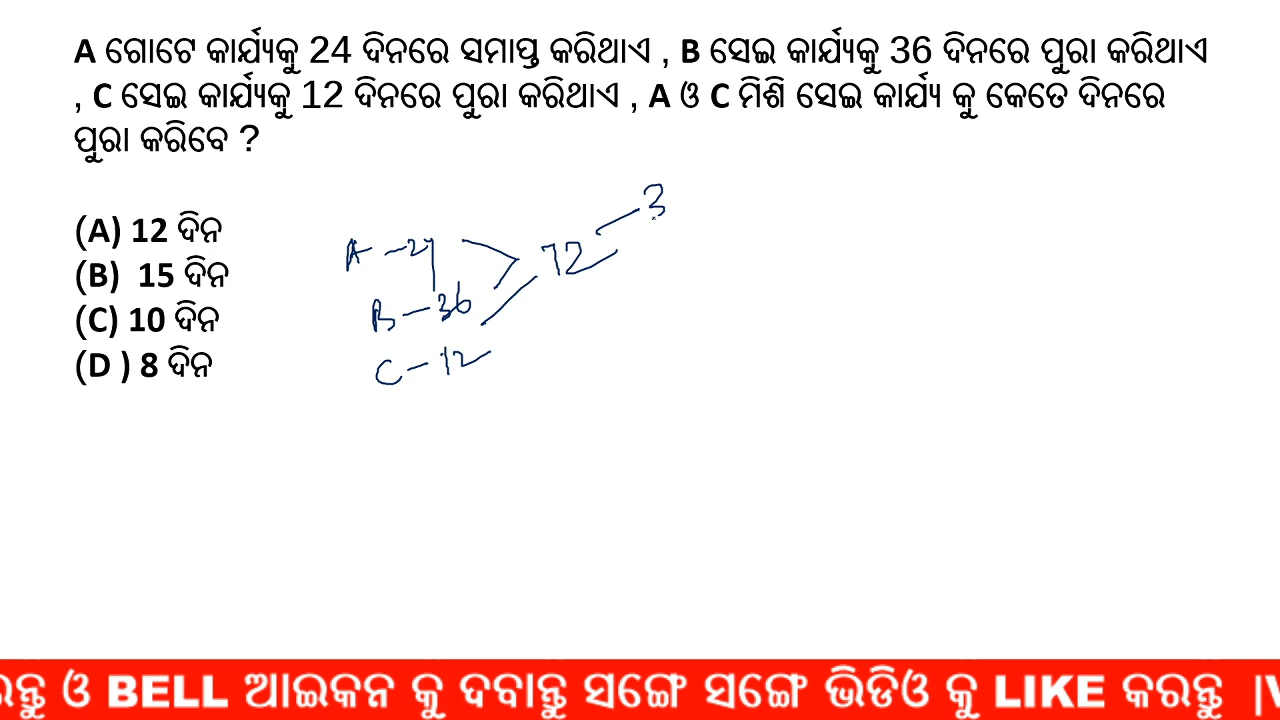 A ଗୋଟେ କାର୍ଯ୍ୟକୁ 24 ଦିନରେ ସମାପ୍ତ କରିଥାଏ , B ସେଇ କାର୍ଯ୍ୟକୁ 36 ଦିନରେ ପୁରା କରିଥାଏ
, C ସେଇ କାର୍ଯ୍ୟକୁ 12 ଦିନରେ ପୁରା କରିଥାଏ , A ଓ C ମିଶି ସେଇ କାର୍ଯ୍ୟ କୁ କେତେ ଦିନରେ
ପୁରା କରିବେ ?
(A) 12 ଦିନ
(B) 15 ଦିନ
(C) 10 ଦିନ
(D ) 8 ଦିନ
A - 24
B - 36
C - 12
72
3
ରନ୍ତୁ ଓ BELL ଆଇକନ କୁ ଦବାନ୍ତୁ ସଙ୍ଗେ ସଙ୍ଗେ ଭିଡିଓ କୁ LIKE କରନ୍ତୁ |V